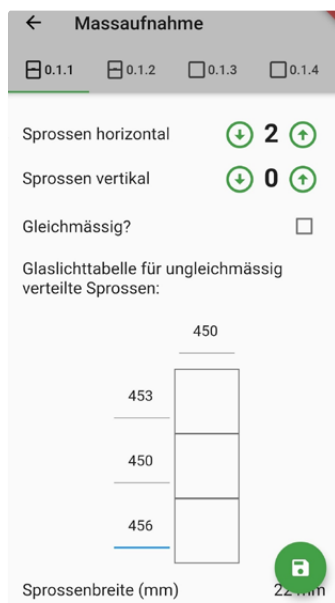 Massaufnahme
0.1.1 0.1.2 0.1.3 0.1.4
Sprossen horizontal 2
Sprossen vertikal 0
Gleichmässig?
Glaslichttabelle für ungleichmässig
verteilte Sprossen:
450
453
450
456
Sprossenbreite (mm)